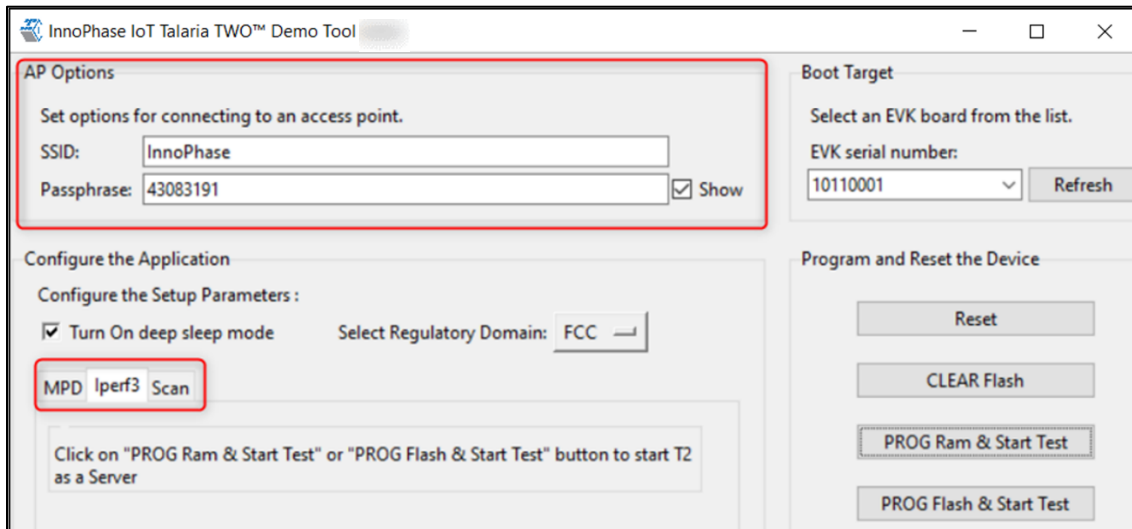 InnoPhase IoT Talaria TWO™ Demo Tool
AP Options
Set options for connecting to an access point.
SSID: InnoPhase
Passphrase: 43083191 Show
Boot Target
Select an EVK board from the list.
EVK serial number:
10110001 Refresh
Configure the Application
Configure the Setup Parameters :
Turn On deep sleep mode Select Regulatory Domain: FCC
MPD Iperf3 Scan
Click on "PROG Ram & Start Test" or "PROG Flash & Start Test" button to start T2
as a Server
Program and Reset the Device
Reset
CLEAR Flash
PROG Ram & Start Test
PROG Flash & Start Test